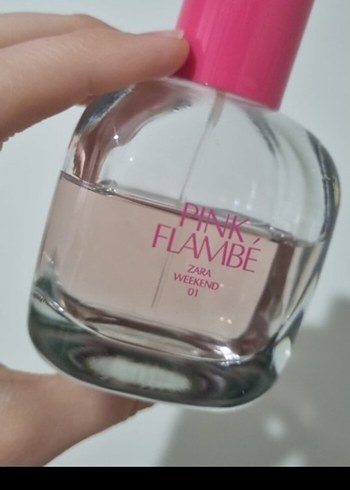 PINK
FLAMBÉ
ZARA
WEEKEND
01